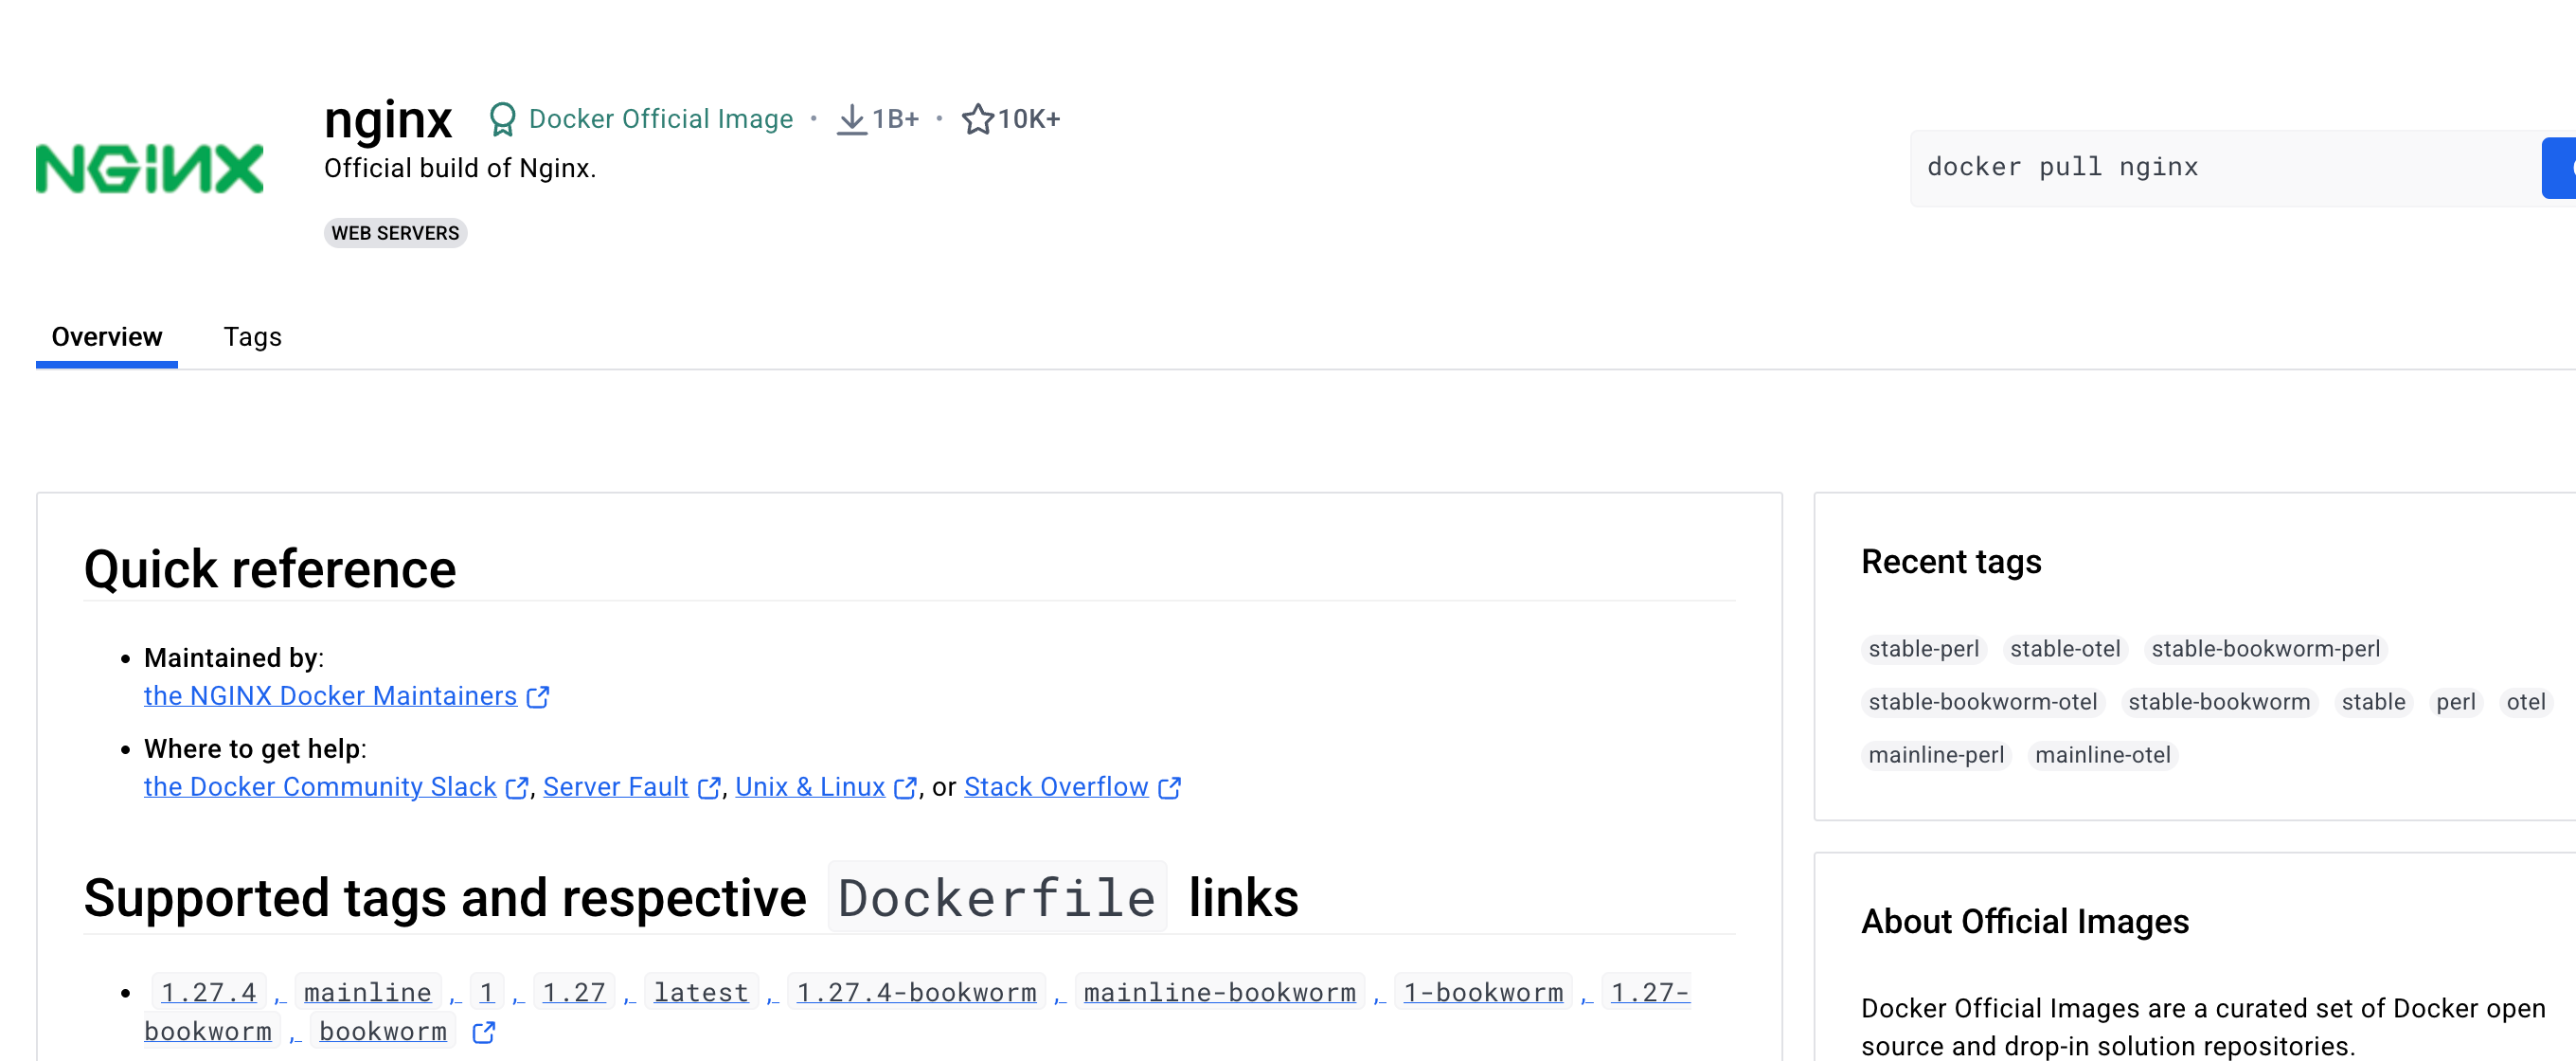 NGiNX
nginx Docker Official Image • 1B+ • 10K+
Official build of Nginx.
WEB SERVERS
docker pull nginx
Overview Tags
Quick reference
• Maintained by:
the NGINX Docker Maintainers
• Where to get help:
the Docker Community Slack , Server Fault , Unix & Linux , or Stack Overflow
Supported tags and respective Dockerfile links
• 1.27.4 , mainline , 1 , 1.27 , latest , 1.27.4-bookworm , mainline-bookworm , 1-bookworm , 1.27-
bookworm , bookworm
Recent tags
stable-perl stable-otel stable-bookworm-perl
stable-bookworm-otel stable-bookworm stable perl otel
mainline-perl mainline-otel
About Official Images
Docker Official Images are a curated set of Docker open
source and drop-in solution repositories.